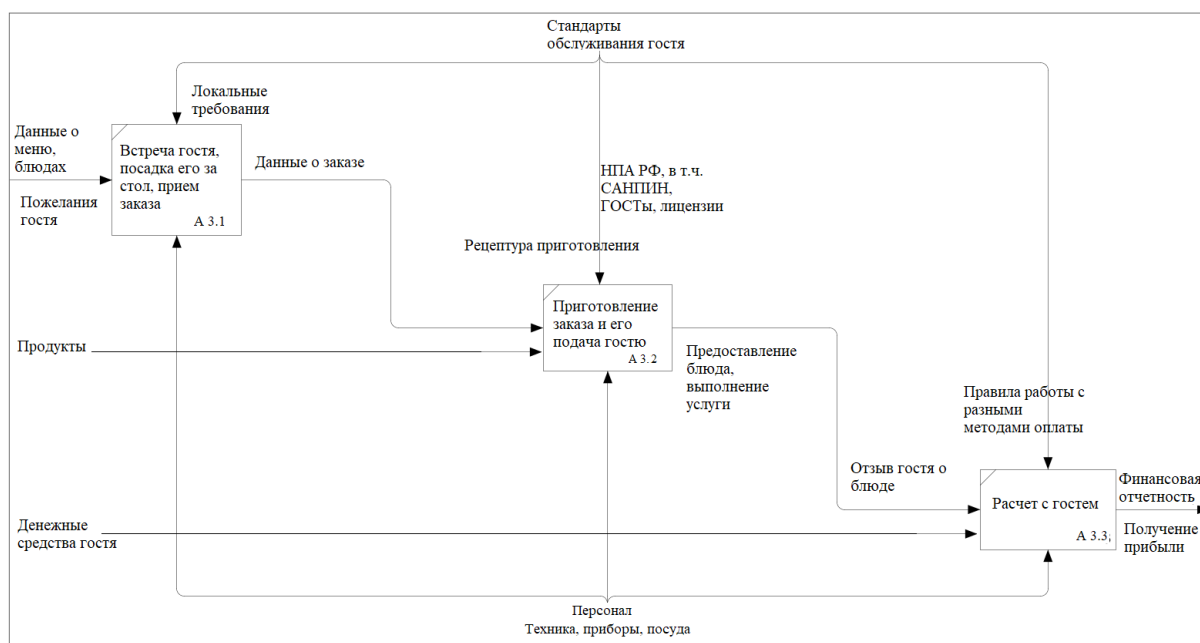 Стандарты
обслуживания гостя
Локальные
требования
Данные о
меню,
блюдах
Пожелания
гостя
Встреча гостя,
посадка его за
стол, прием
заказа
А 3.1
Данные о заказе
НПА РФ, в т.ч.
САНПИН,
ГОСТы, лицензии
Рецептура приготовления
Приготовление
заказа и его
подача гостю
А 3.2
Продукты
Предоставление
блюда,
выполнение
услуги
Правила работы с
разными
методами оплаты
Отзыв гостя о
блюде
Расчет с гостем
А 3.3;
Финансовая
отчетность
Получение
прибыли
Денежные
средства гостя
Персонал
Техника, приборы, посуда